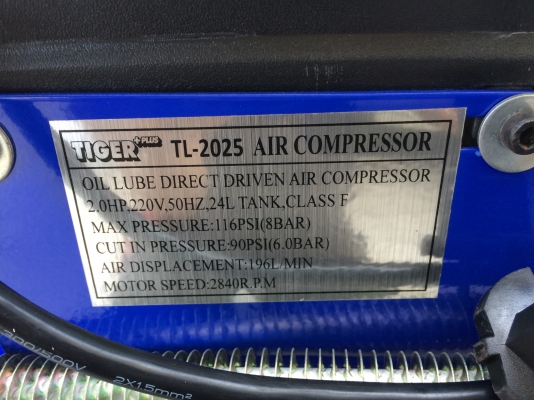 TIGER +PLUS TL-2025 AIR COMPRESSOR
OIL LUBE DIRECT DRIVEN AIR COMPRESSOR
2.0HP,220V,50HZ,24L TANK,CLASS F
MAX PRESSURE:116PSI(8BAR)
CUT IN PRESSURE:90PSI(6.0BAR)
AIR DISPLACEMENT:196L/MIN
MOTOR SPEED:2840R.P.M
300/500V 2X1.5mm²